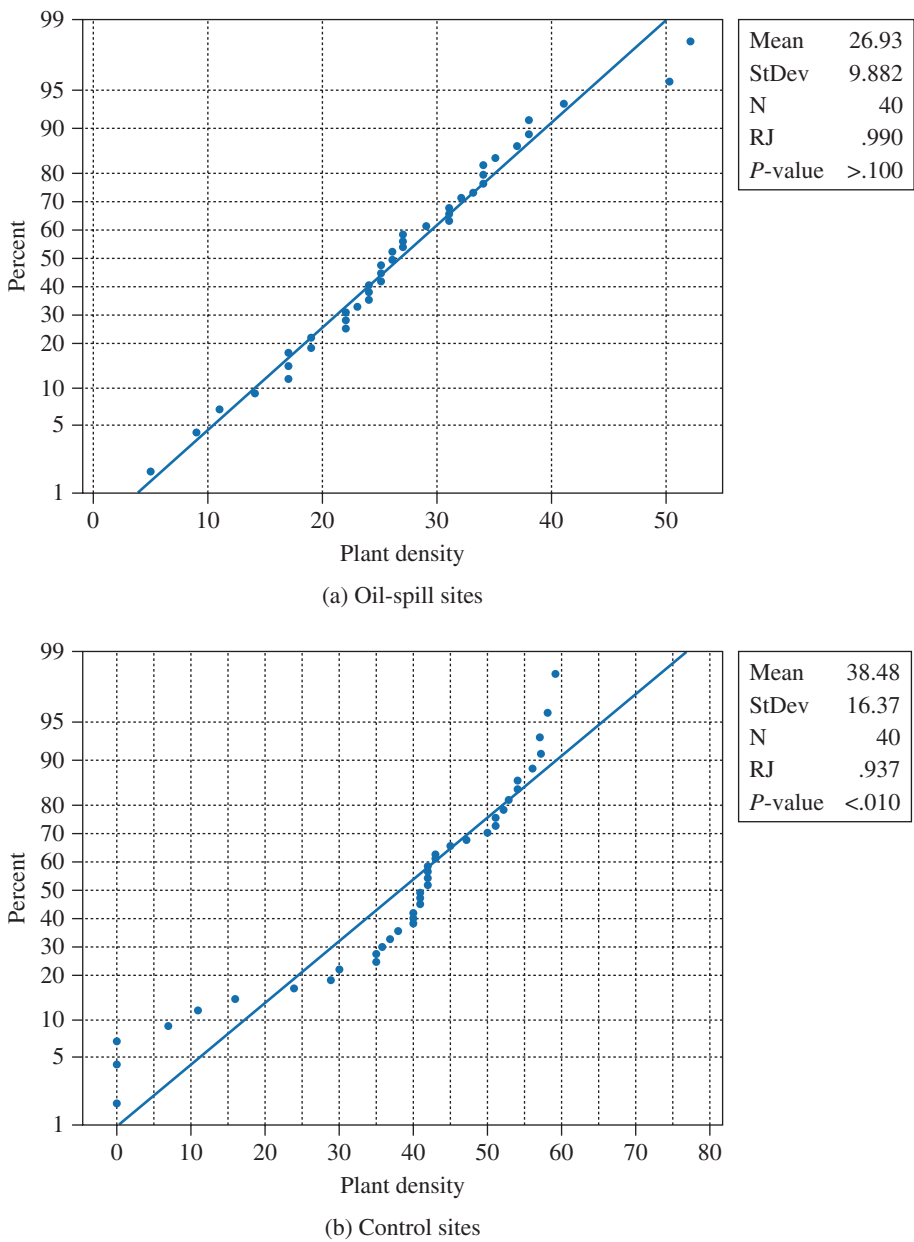 99
95
90
80
70
60
50
40
30
20
10
5
1
Percent
0 10 20 30 40 50
Plant density
Mean 26.93
StDev 9.882
N 40
RJ .990
P-value >.100
(a) Oil-spill sites
99
95
90
80
70
60
50
40
30
20
10
5
1
Percent
0 10 20 30 40 50 60 70 80
Plant density
Mean 38.48
StDev 16.37
N 40
RJ .937
P-value <.010
(b) Control sites